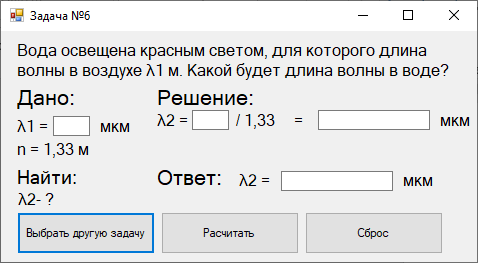 Задача №6
Вода освещена красным светом, для которого длина
волны в воздухе λ1 м. Какой будет длина волны в воде?
Дано:
Решение:
λ1 = мкм
λ2 = / 1,33 = мкм
n = 1,33 м
Найти:
Ответ: λ2 = мкм
λ2- ?
Выбрать другую задачу
Расчитать
Сброс